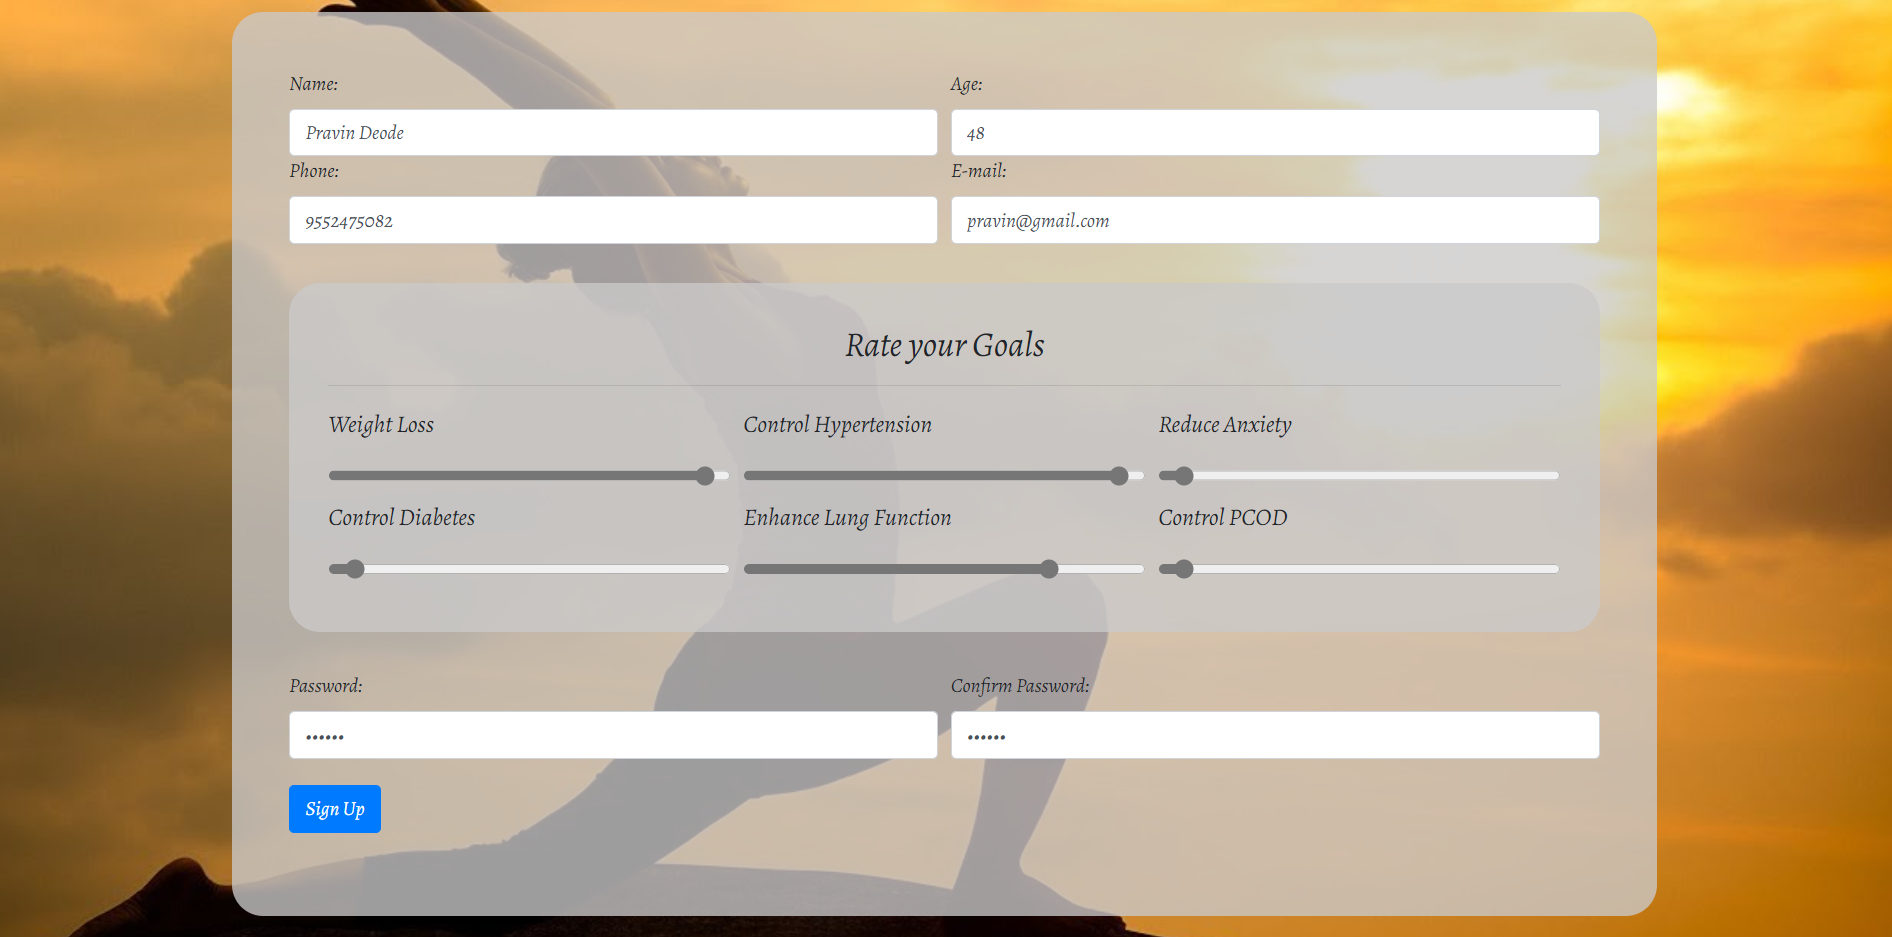 Name: Age:
Pravin Deode 48
Phone: E-mail:
9552475082 pravin@gmail.com
Rate your Goals
Weight Loss Control Hypertension Reduce Anxiety
Control Diabetes Enhance Lung Function Control PCOD
Password: Confirm Password:
•••••• ••••••
Sign Up